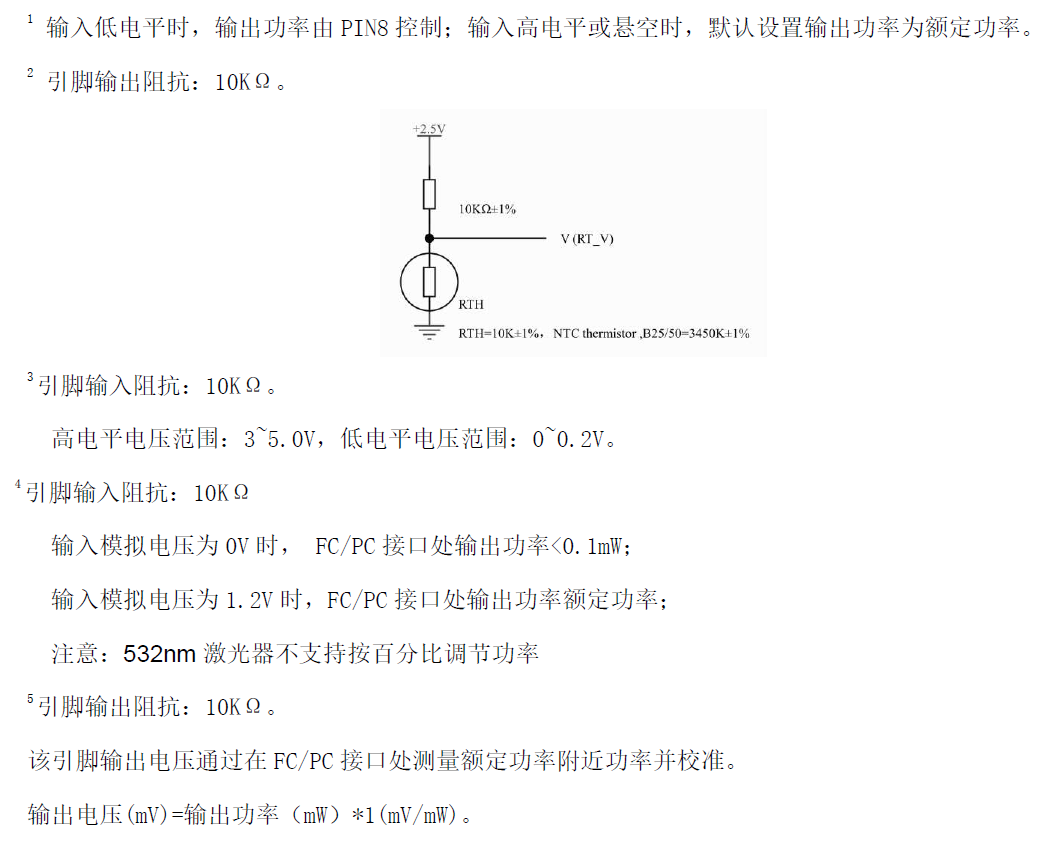 1 输入低电平时，输出功率由 PIN8 控制；输入高电平或悬空时，默认设置输出功率为额定功率。
2 引脚输出阻抗：10KΩ。
+2.5V
10KΩ±1%
V (RT_V)
RTH
RTH=10K±1%，NTC thermistor ,B25/50=3450K±1%
3 引脚输入阻抗：10KΩ。
高电平电压范围：3~5.0V，低电平电压范围：0~0.2V。
4 引脚输入阻抗：10KΩ
输入模拟电压为 0V 时， FC/PC 接口处输出功率<0.1mW；
输入模拟电压为 1.2V 时，FC/PC 接口处输出功率额定功率；
注意：532nm 激光器不支持按百分比调节功率
5 引脚输出阻抗：10KΩ。
该引脚输出电压通过在 FC/PC 接口处测量额定功率附近功率并校准。
输出电压(mV)=输出功率（mW）*1(mV/mW)。